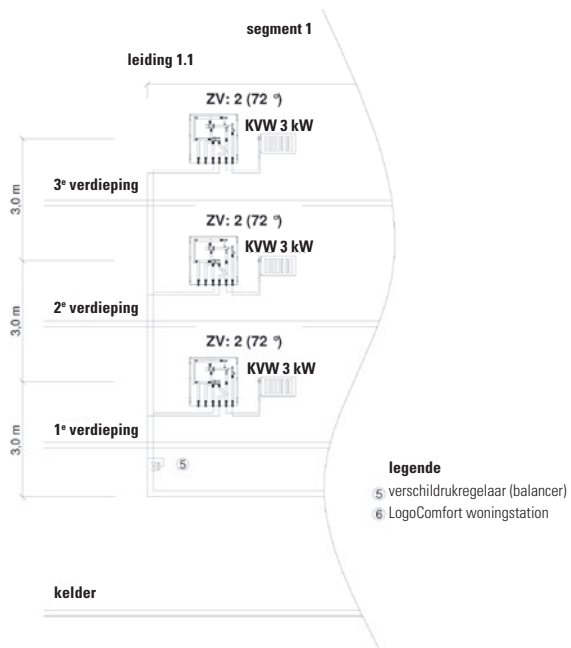 segment 1
leiding 1.1
ZV: 2 (72 °)
KVW 3 kW
3e verdieping
3,0 m
ZV: 2 (72 °)
KVW 3 kW
2e verdieping
3,0 m
ZV: 2 (72 °)
KVW 3 kW
1e verdieping
3,0 m
5
legende
5 verschildrukregelaar (balancer)
6 LogoComfort woningstation
kelder